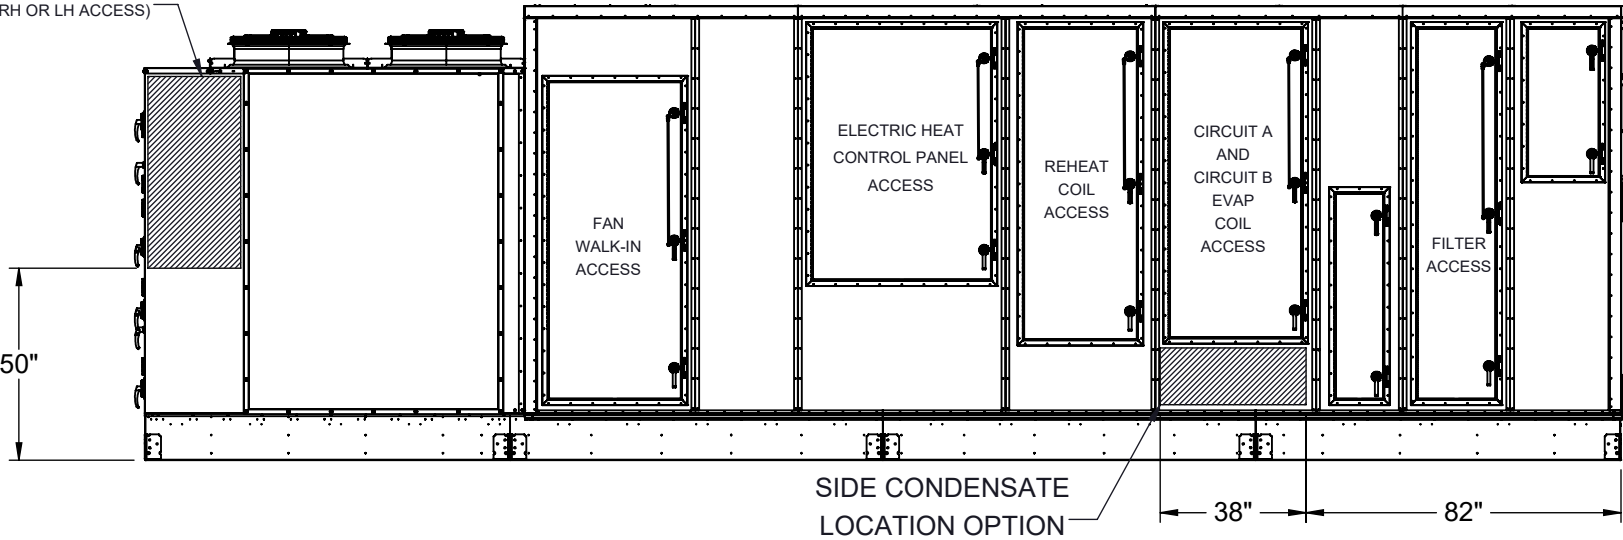 RH OR LH ACCESS)
ELECTRIC HEAT
CONTROL PANEL
ACCESS
REHEAT
COIL
ACCESS
CIRCUIT A
AND
CIRCUIT B
EVAP
COIL
ACCESS
FAN
WALK-IN
ACCESS
FILTER
ACCESS
50"
SIDE CONDENSATE
LOCATION OPTION
38"
82"